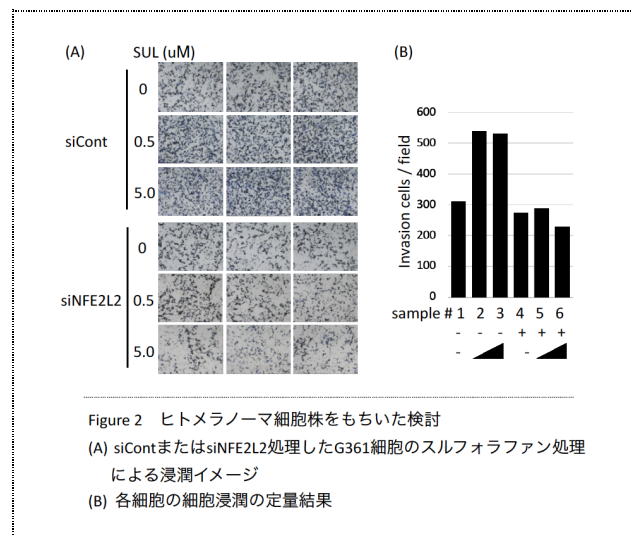 (A) SUL (uM) (B)
siCont
0
0.5
5.0
siNFE2L2
0
0.5
5.0
Invasion cells / field
600
500
400
300
200
100
0
sample # 1 2 3 4 5 6
- - - + + +
- -
Figure 2 ヒトメラノーマ細胞株をもちいた検討
(A) siContまたはsiNFE2L2処理したG361細胞のスルフォラファン処理
による浸潤イメージ
(B) 各細胞の細胞浸潤の定量結果